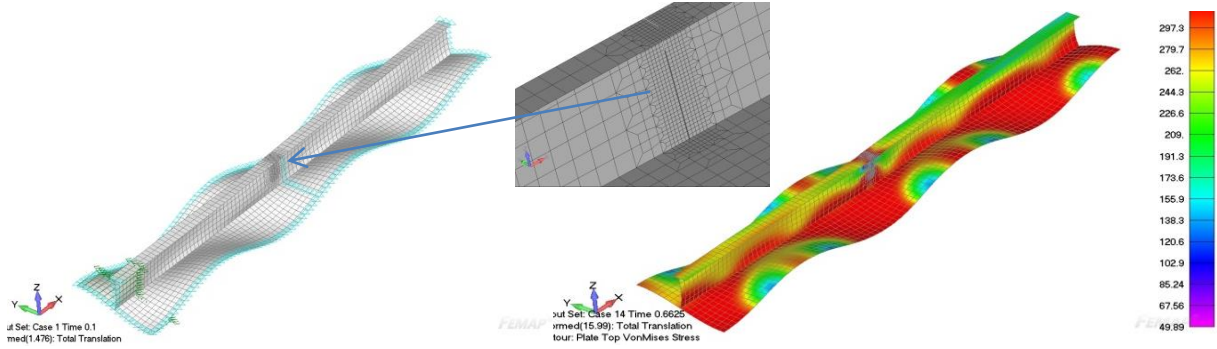 Z
Y
X
ut Set: Case 1 Time 0.1
med(1.476): Total Translation
FEMAP
Z
Y
X
out Set: Case 14 Time 0.6625
ormed(15.99): Total Translation
tour: Plate Top VonMises Stress
FEMAP
297.3
279.7
262.
244.3
226.6
209.
191.3
173.6
155.9
138.3
120.6
102.9
85.24
67.56
49.89